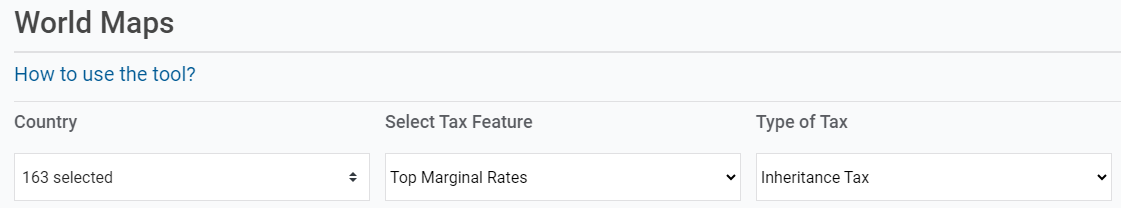 World Maps
How to use the tool?
Country Select Tax Feature Type of Tax
163 selected Top Marginal Rates Inheritance Tax